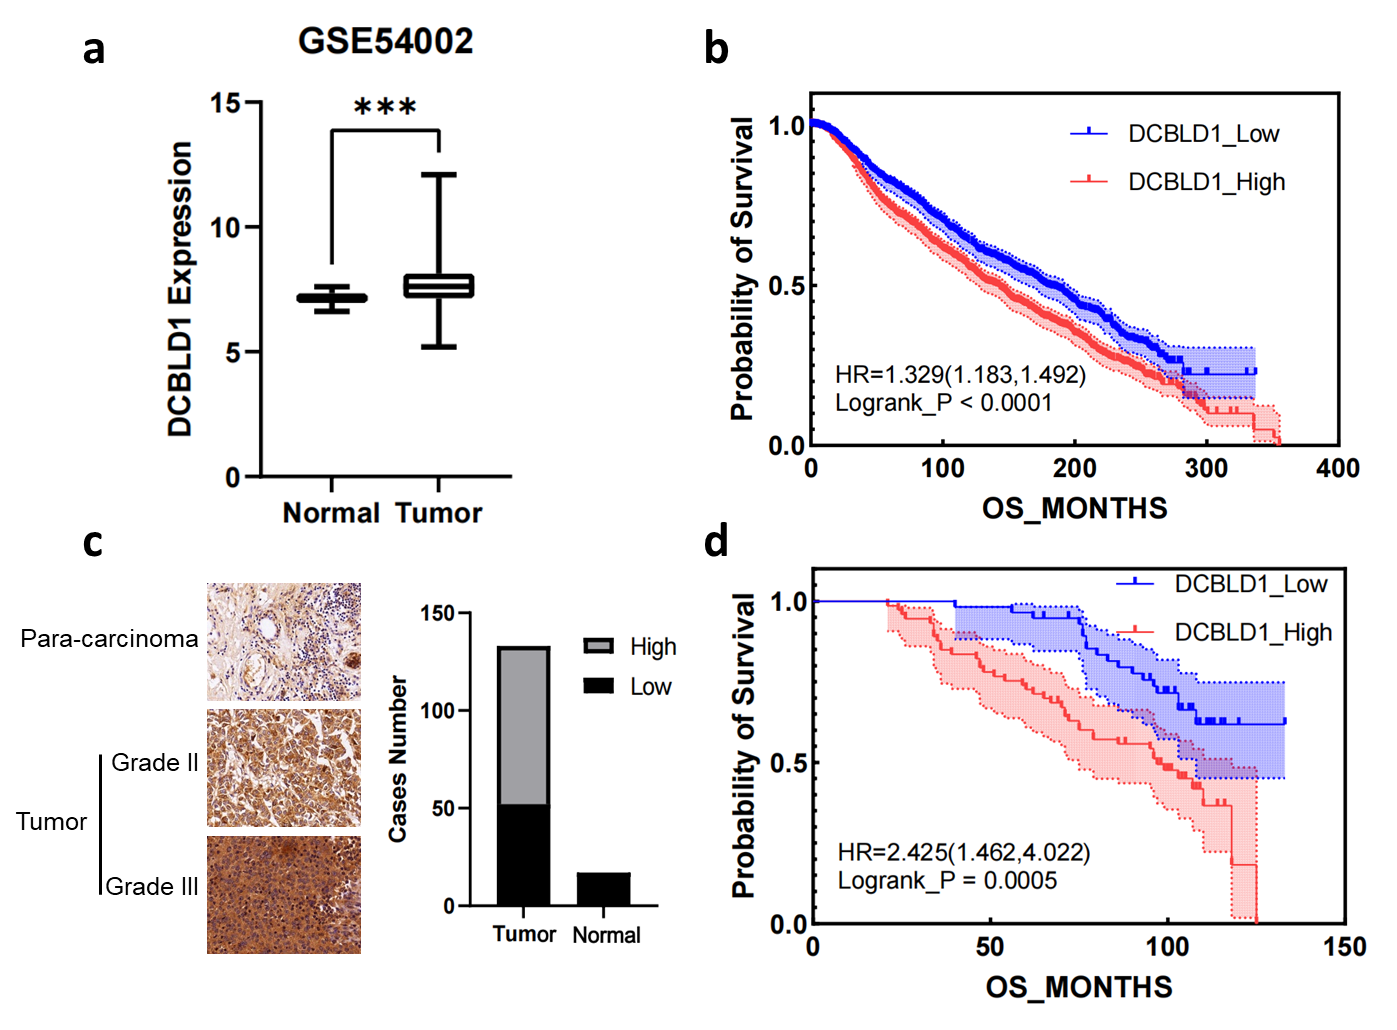 a
GSE54002
***
15
10
5
0
DCBLD1 Expression
Normal Tumor
b
1.0
0.5
0.0
Probability of Survival
DCBLD1_Low
DCBLD1_High
HR=1.329(1.183,1.492)
Logrank_P < 0.0001
0 100 200 300 400
OS_MONTHS
c
Para-carcinoma
Grade II
Tumor
Grade III
150
100
50
0
Cases Number
High
Low
Tumor Normal
d
1.0
0.5
0.0
Probability of Survival
DCBLD1_Low
DCBLD1_High
HR=2.425(1.462,4.022)
Logrank_P = 0.0005
0 50 100 150
OS_MONTHS